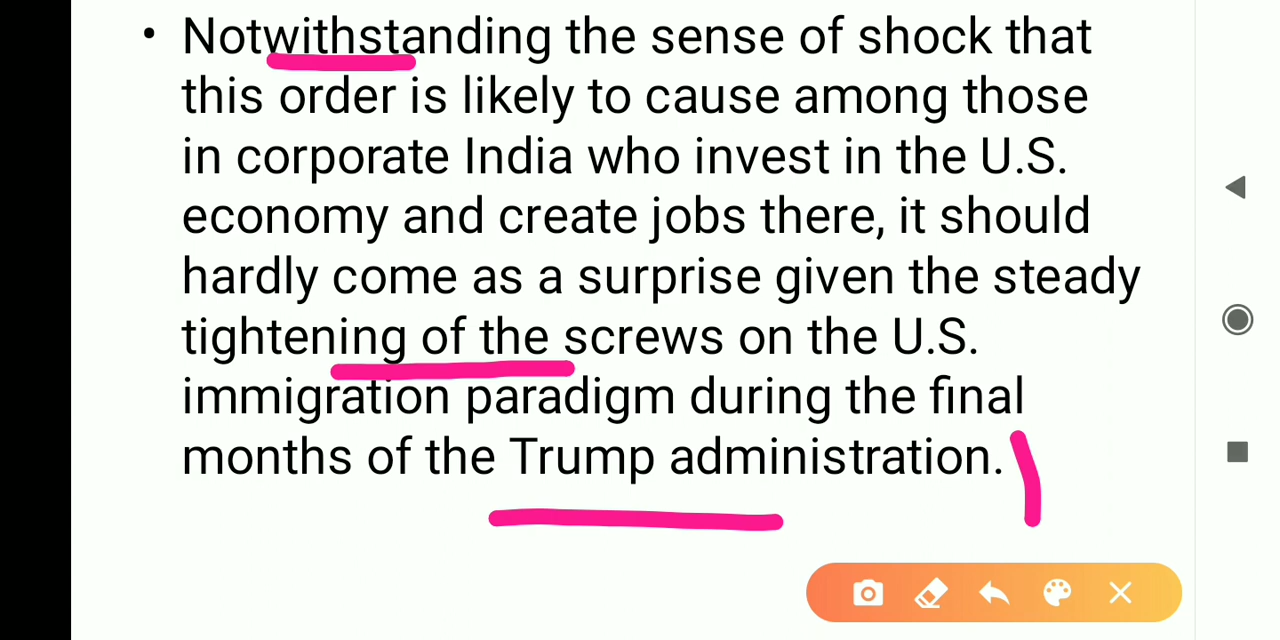 • Notwithstanding the sense of shock that
this order is likely to cause among those
in corporate India who invest in the U.S.
economy and create jobs there, it should
hardly come as a surprise given the steady
tightening of the screws on the U.S.
immigration paradigm during the final
months of the Trump administration.